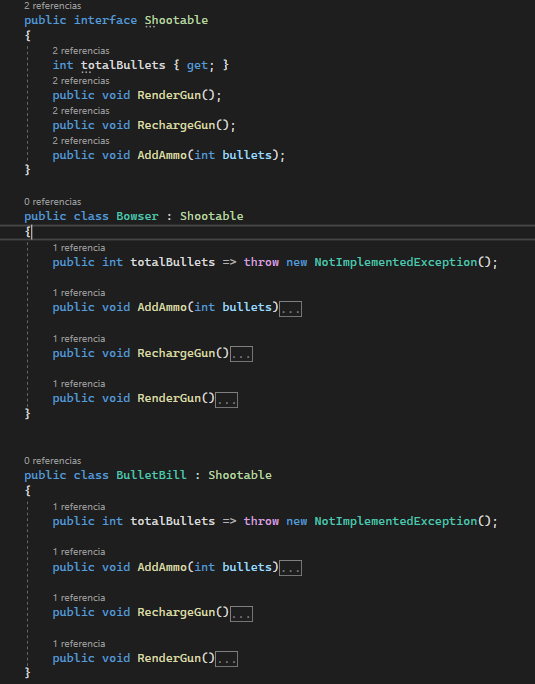 2 referencias
public interface Shootable
{
2 referencias
int totalBullets { get; }
2 referencias
public void RenderGun();
2 referencias
public void RechargeGun();
2 referencias
public void AddAmmo(int bullets);
}
0 referencias
public class Bowser : Shootable
{
1 referencia
public int totalBullets => throw new NotImplementedException();
1 referencia
public void AddAmmo(int bullets)...
1 referencia
public void RechargeGun()...
1 referencia
public void RenderGun()...
}
0 referencias
public class BulletBill : Shootable
{
1 referencia
public int totalBullets => throw new NotImplementedException();
1 referencia
public void AddAmmo(int bullets)...
1 referencia
public void RechargeGun()...
1 referencia
public void RenderGun()...
}